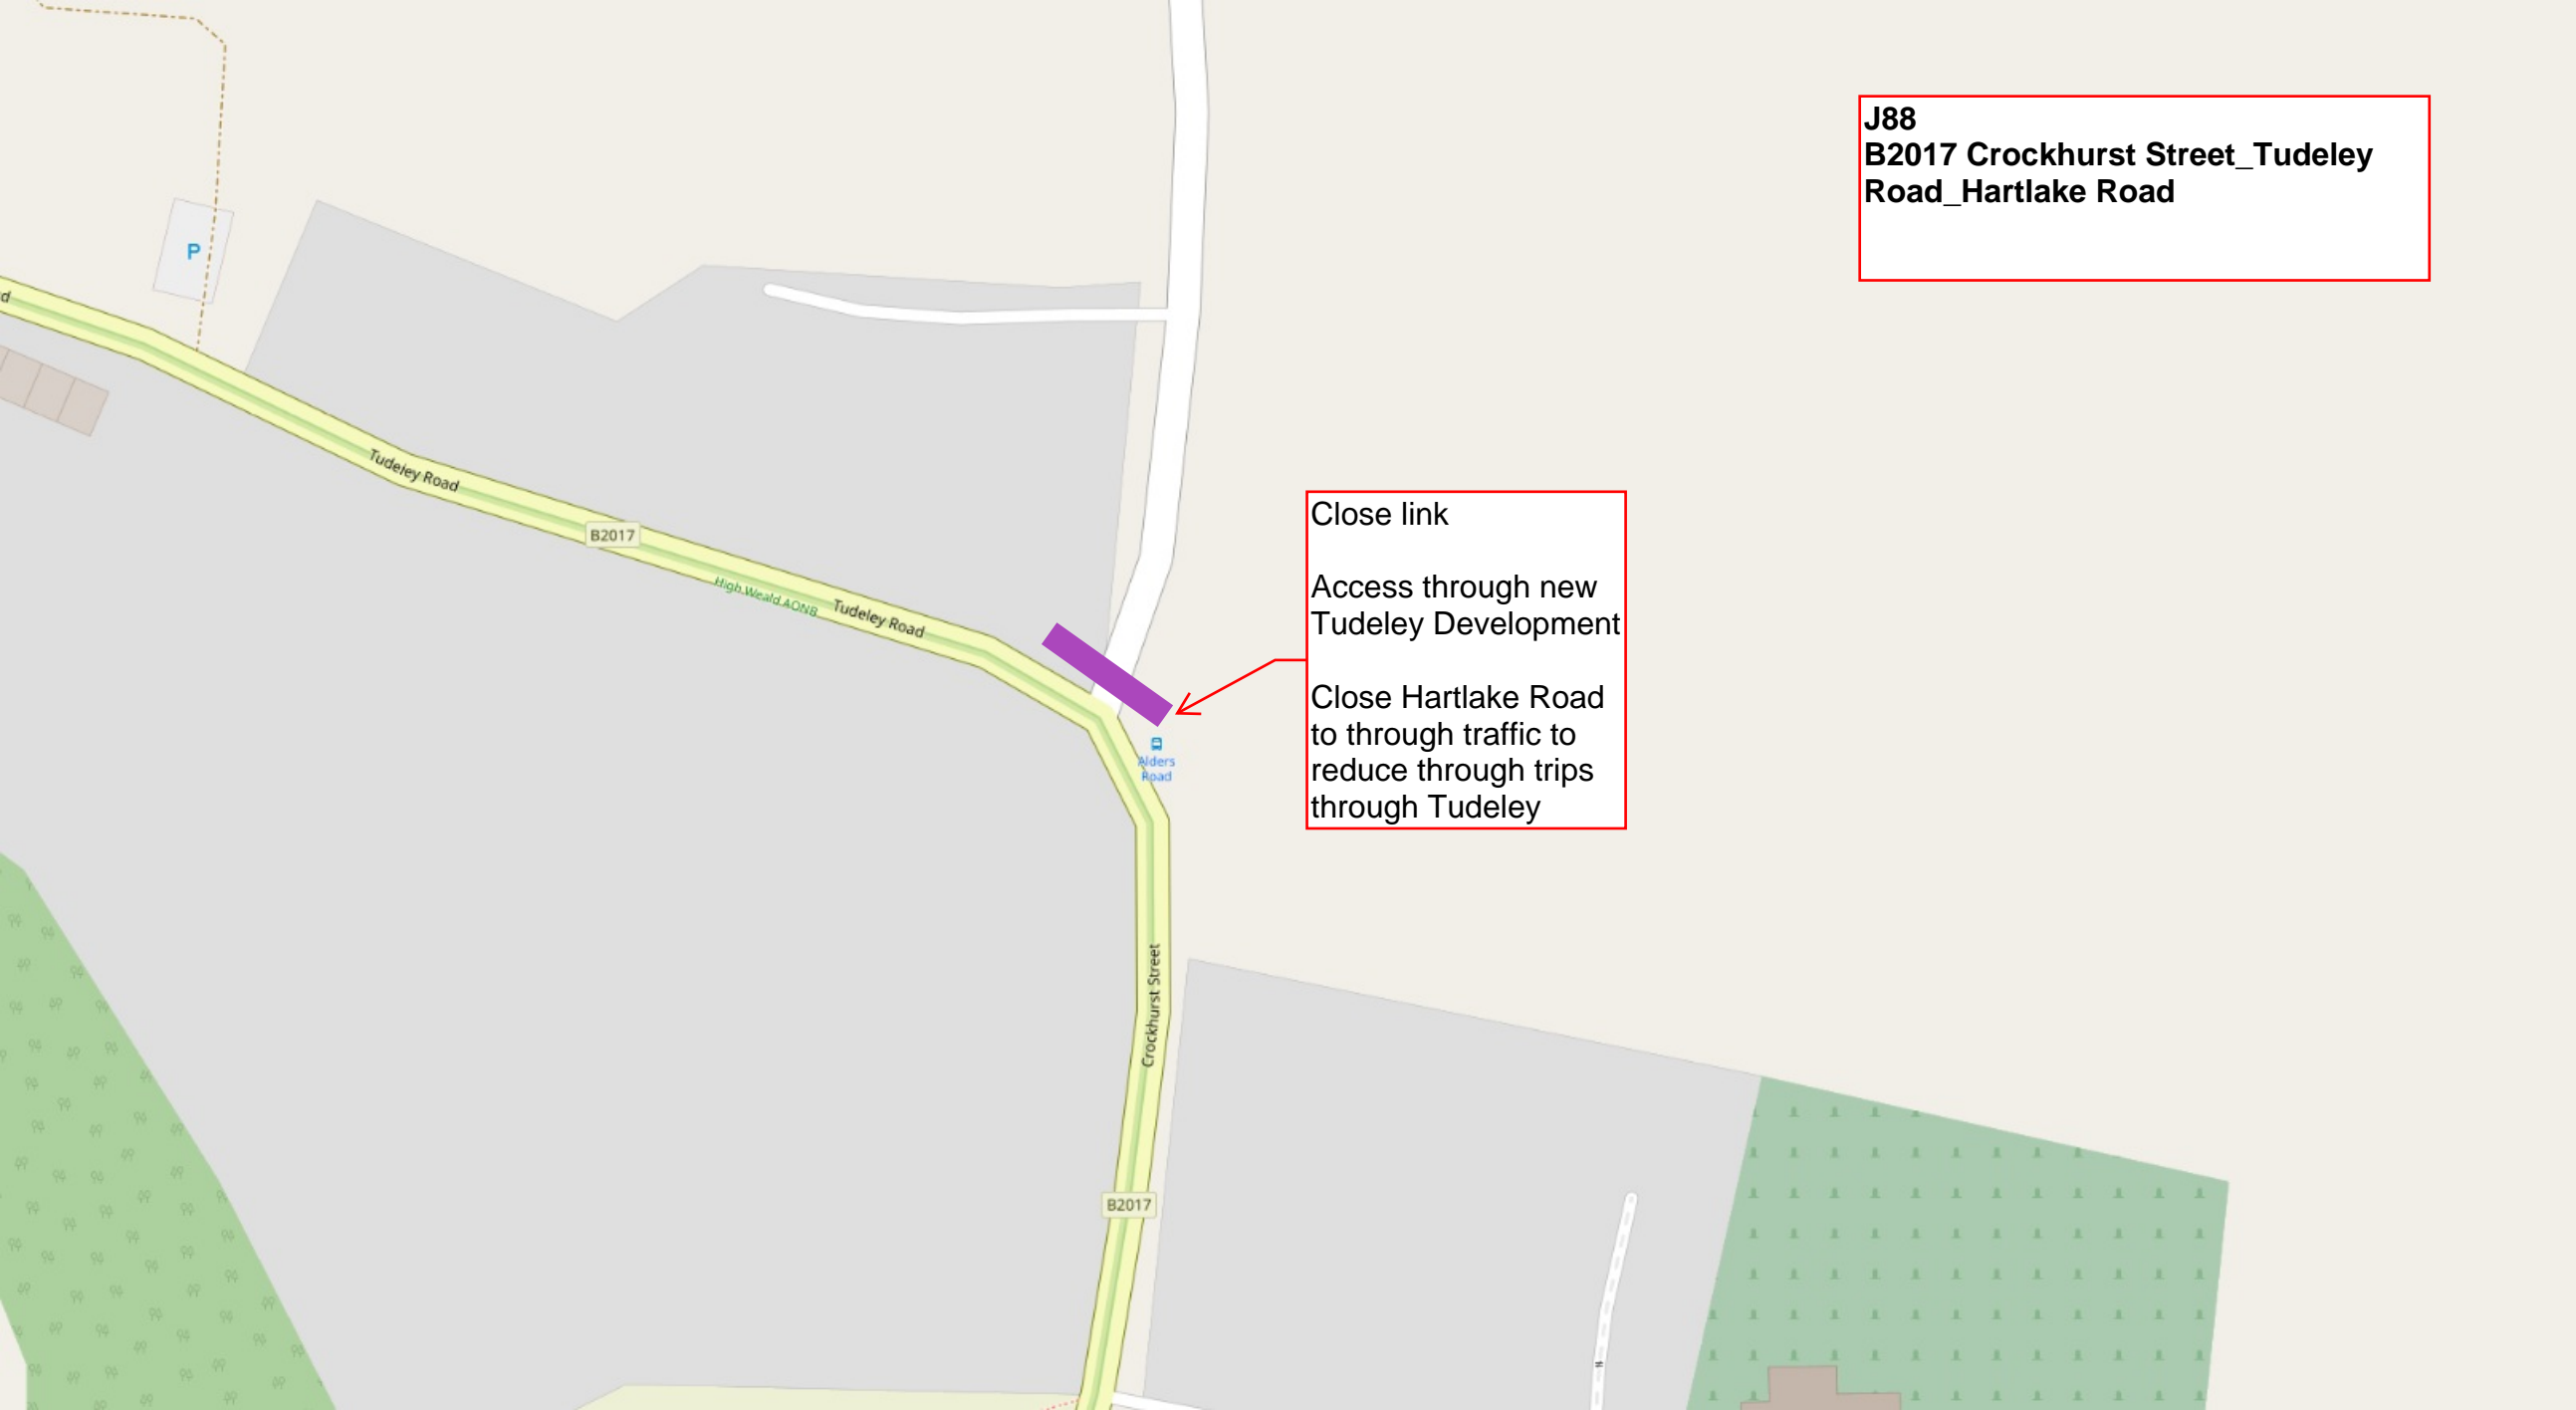 J88
B2017 Crockhurst Street_Tudeley
Road_Hartlake Road
P
d
Tudeley Road
B2017
High Weald AONB
Tudeley Road
Close link
Access through new
Tudeley Development
Close Hartlake Road
to through traffic to
reduce through trips
through Tudeley
Alders
Road
Crockhurst Street
B2017